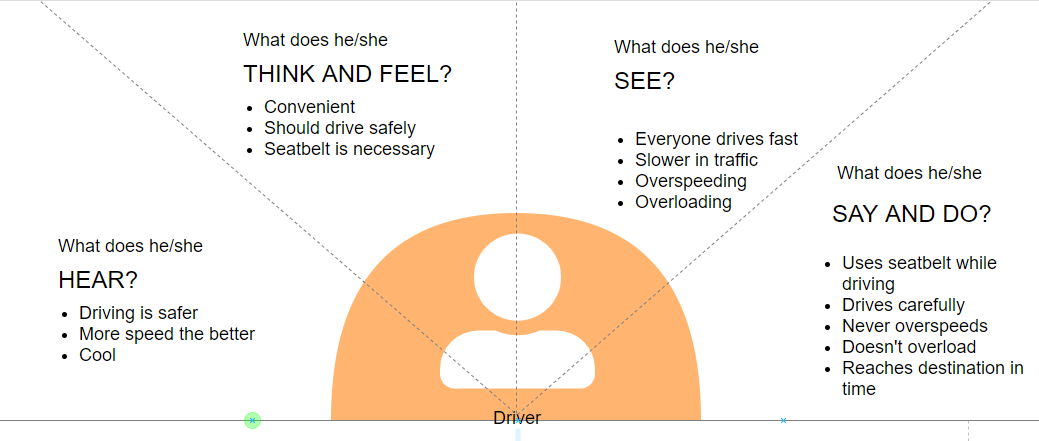 What does he/she
THINK AND FEEL?
• Convenient
• Should drive safely
• Seatbelt is necessary
What does he/she
SEE?
• Everyone drives fast
• Slower in traffic
• Overspeeding
• Overloading
What does he/she
SAY AND DO?
• Uses seatbelt while
driving
• Drives carefully
• Never overspeeds
• Doesn't overload
• Reaches destination in
time
What does he/she
HEAR?
• Driving is safer
• More speed the better
• Cool
Driver